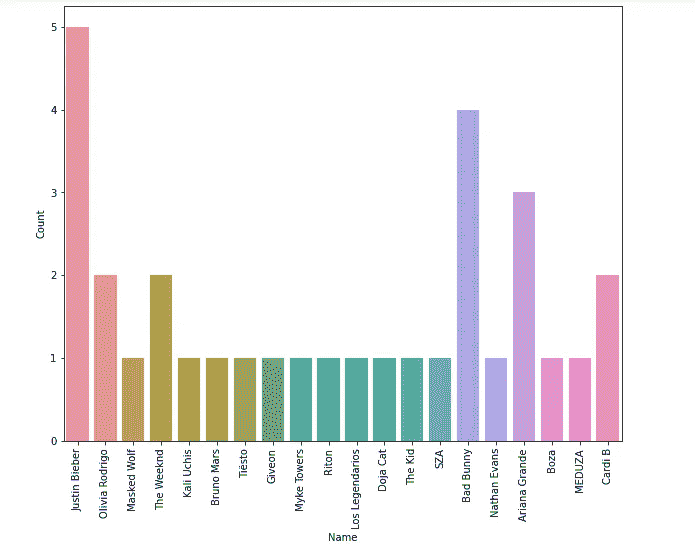 5
4
3
2
1
0
Count
Justin Bieber
Olivia Rodrigo
Masked Wolf
The Weeknd
Kali Uchis
Bruno Mars
Tiësto
Giveon
Myke Towers
Riton
Los Legendarios
Doja Cat
The Kid
SZA
Bad Bunny
Nathan Evans
Ariana Grande
Boza
MEDUZA
Cardi B
Name